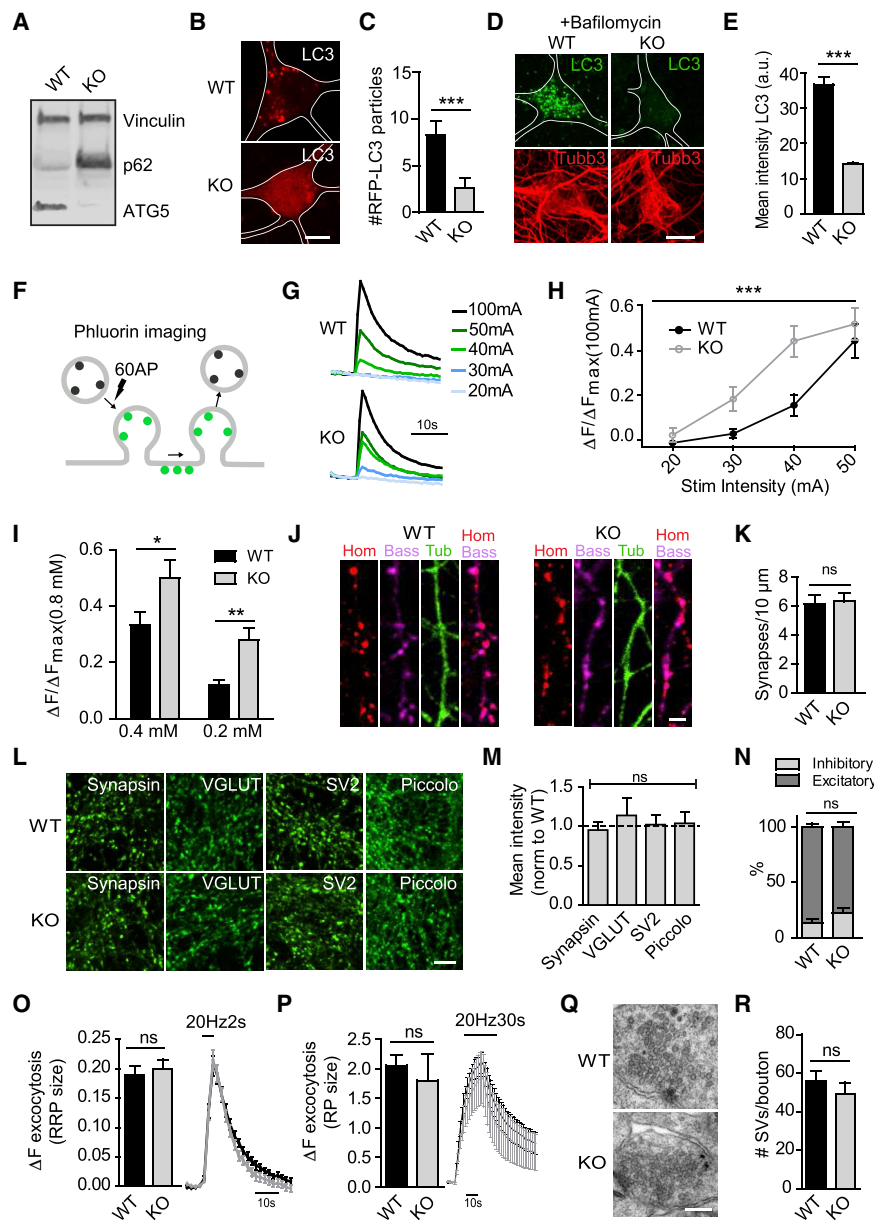 A
WT
KO
Vinculin
p62
ATG5
B
WT
LC3
KO
LC3
C
#RFP-LC3 particles
15
10
5
0
***
WT
KO
D
+Bafilomycin
WT
KO
LC3
LC3
Tubb3
Tubb3
E
Mean intensity LC3 (a.u.)
40
30
20
10
0
***
WT
KO
F
Phluorin imaging
60AP
G
WT
KO
100mA
50mA
40mA
30mA
20mA
10s
H
ΔF/ΔFmax(100mA)
0.6
0.4
0.2
0.0
***
WT
KO
20
30
40
50
Stim Intensity (mA)
I
ΔF/ΔFmax(0.8 mM)
0.6
0.4
0.2
0.0
*
**
WT
KO
0.4 mM
0.2 mM
J
WT
KO
Hom
Bass
Tub
Hom
Bass
Hom
Bass
Tub
Hom
Bass
K
Synapses/10 µm
8
6
4
2
0
ns
WT
KO
L
WT
Synapsin
VGLUT
SV2
Piccolo
KO
Synapsin
VGLUT
SV2
Piccolo
M
Mean intensity
(norm to WT)
1.5
1.0
0.5
0.0
ns
Synapsin
VGLUT
SV2
Piccolo
N
Inhibitory
Excitatory
ns
%
100
50
0
WT
KO
O
ΔF excocytosis
(RRP size)
0.25
0.20
0.15
0.10
0.05
0.00
ns
WT
KO
20Hz2s
10s
P
ΔF excocytosis
(RP size)
2.5
2.0
1.5
1.0
0.5
0.0
ns
WT
KO
20Hz30s
10s
Q
WT
KO
R
# SVs/bouton
80
60
40
20
0
ns
WT
KO